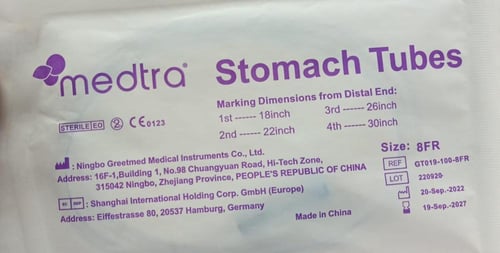 medtra® Stomach Tubes
Marking Dimensions from Distal End:
1st ------ 18inch 3rd ---- 26inch
2nd ------ 22inch 4th ---- 30inch
STERILE EO 2 CE0123
: Ningbo Greetmed Medical Instruments Co., Ltd.
Address: 16F-1,Building 1, No.98 Chuangyuan Road, Hi-Tech Zone,
315042 Ningbo, Zhejiang Province, PEOPLE'S REPUBLIC OF CHINA
EC REP : Shanghai International Holding Corp. GmbH (Europe)
Address: Eiffestrasse 80, 20537 Hamburg, Germany
Made in China
Size: 8FR
REF GT019-100-8FR
LOT 220920
20-Sep.-2022
19-Sep.-2027